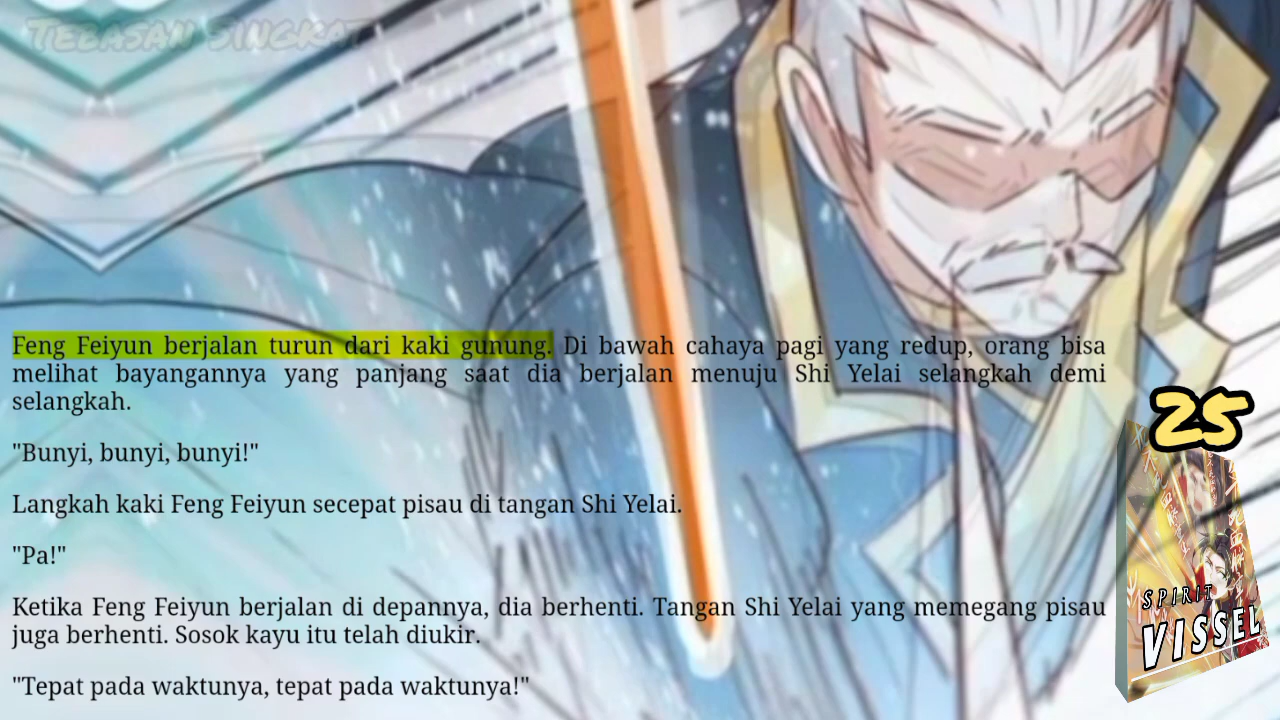 TEBASAN SINGKAT
Feng Feiyun berjalan turun dari kaki gunung. Di bawah cahaya pagi yang redup, orang bisa
melihat bayangannya yang panjang saat dia berjalan menuju Shi Yelai selangkah demi
selangkah.
"Bunyi, bunyi, bunyi!"
Langkah kaki Feng Feiyun secepat pisau di tangan Shi Yelai.
"Pa!"
Ketika Feng Feiyun berjalan di depannya, dia berhenti. Tangan Shi Yelai yang memegang pisau
juga berhenti. Sosok kayu itu telah diukir.
"Tepat pada waktunya, tepat pada waktunya!"
25
SPIRIT
VISSEL